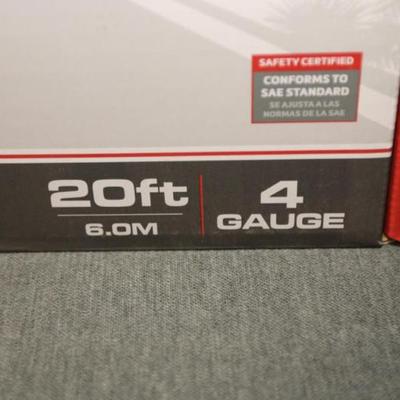 SAFETY CERTIFIED
CONFORMS TO
SAE STANDARD
SE AJUSTA A LAS
NORMAS DE LA SAE
20ft
6.0M
4
GAUGE